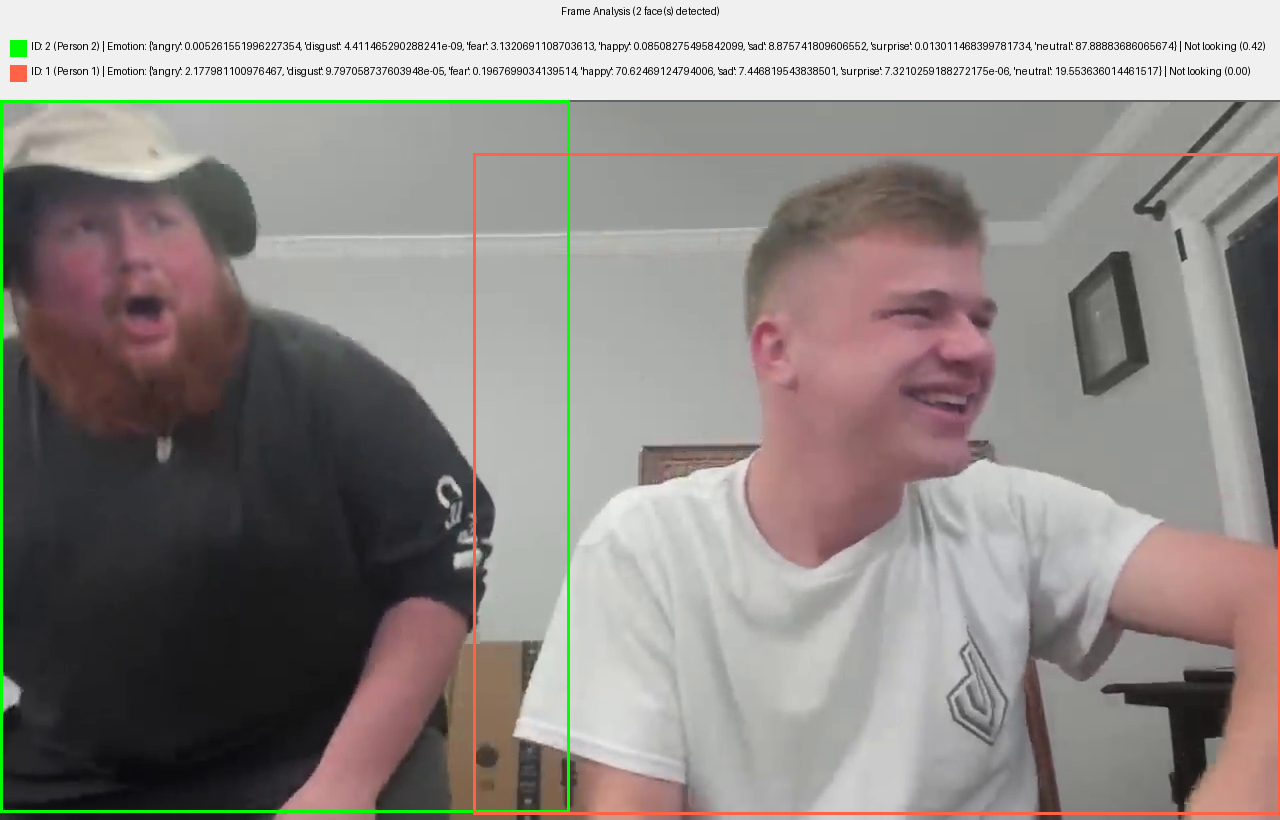 Frame Analysis (2 face(s) detected)
ID: 2 (Person 2) | Emotion: {'angry': 0.005261551996227354, 'disgust': 4.411465290288241e-09, 'fear': 3.1320691108703613, 'happy': 0.08508275495842099, 'sad': 8.875741809606552, 'surprise': 0.013011468399781734, 'neutral': 87.88883686065674} | Not looking (0.42)
ID: 1 (Person 1) | Emotion: {'angry': 2.177981100976467, 'disgust': 9.797058737603948e-05, 'fear': 0.1967699034139514, 'happy': 70.62469124794006, 'sad': 7.446819543838501, 'surprise': 7.3210259188272175e-06, 'neutral': 19.553636014461517} | Not looking (0.00)